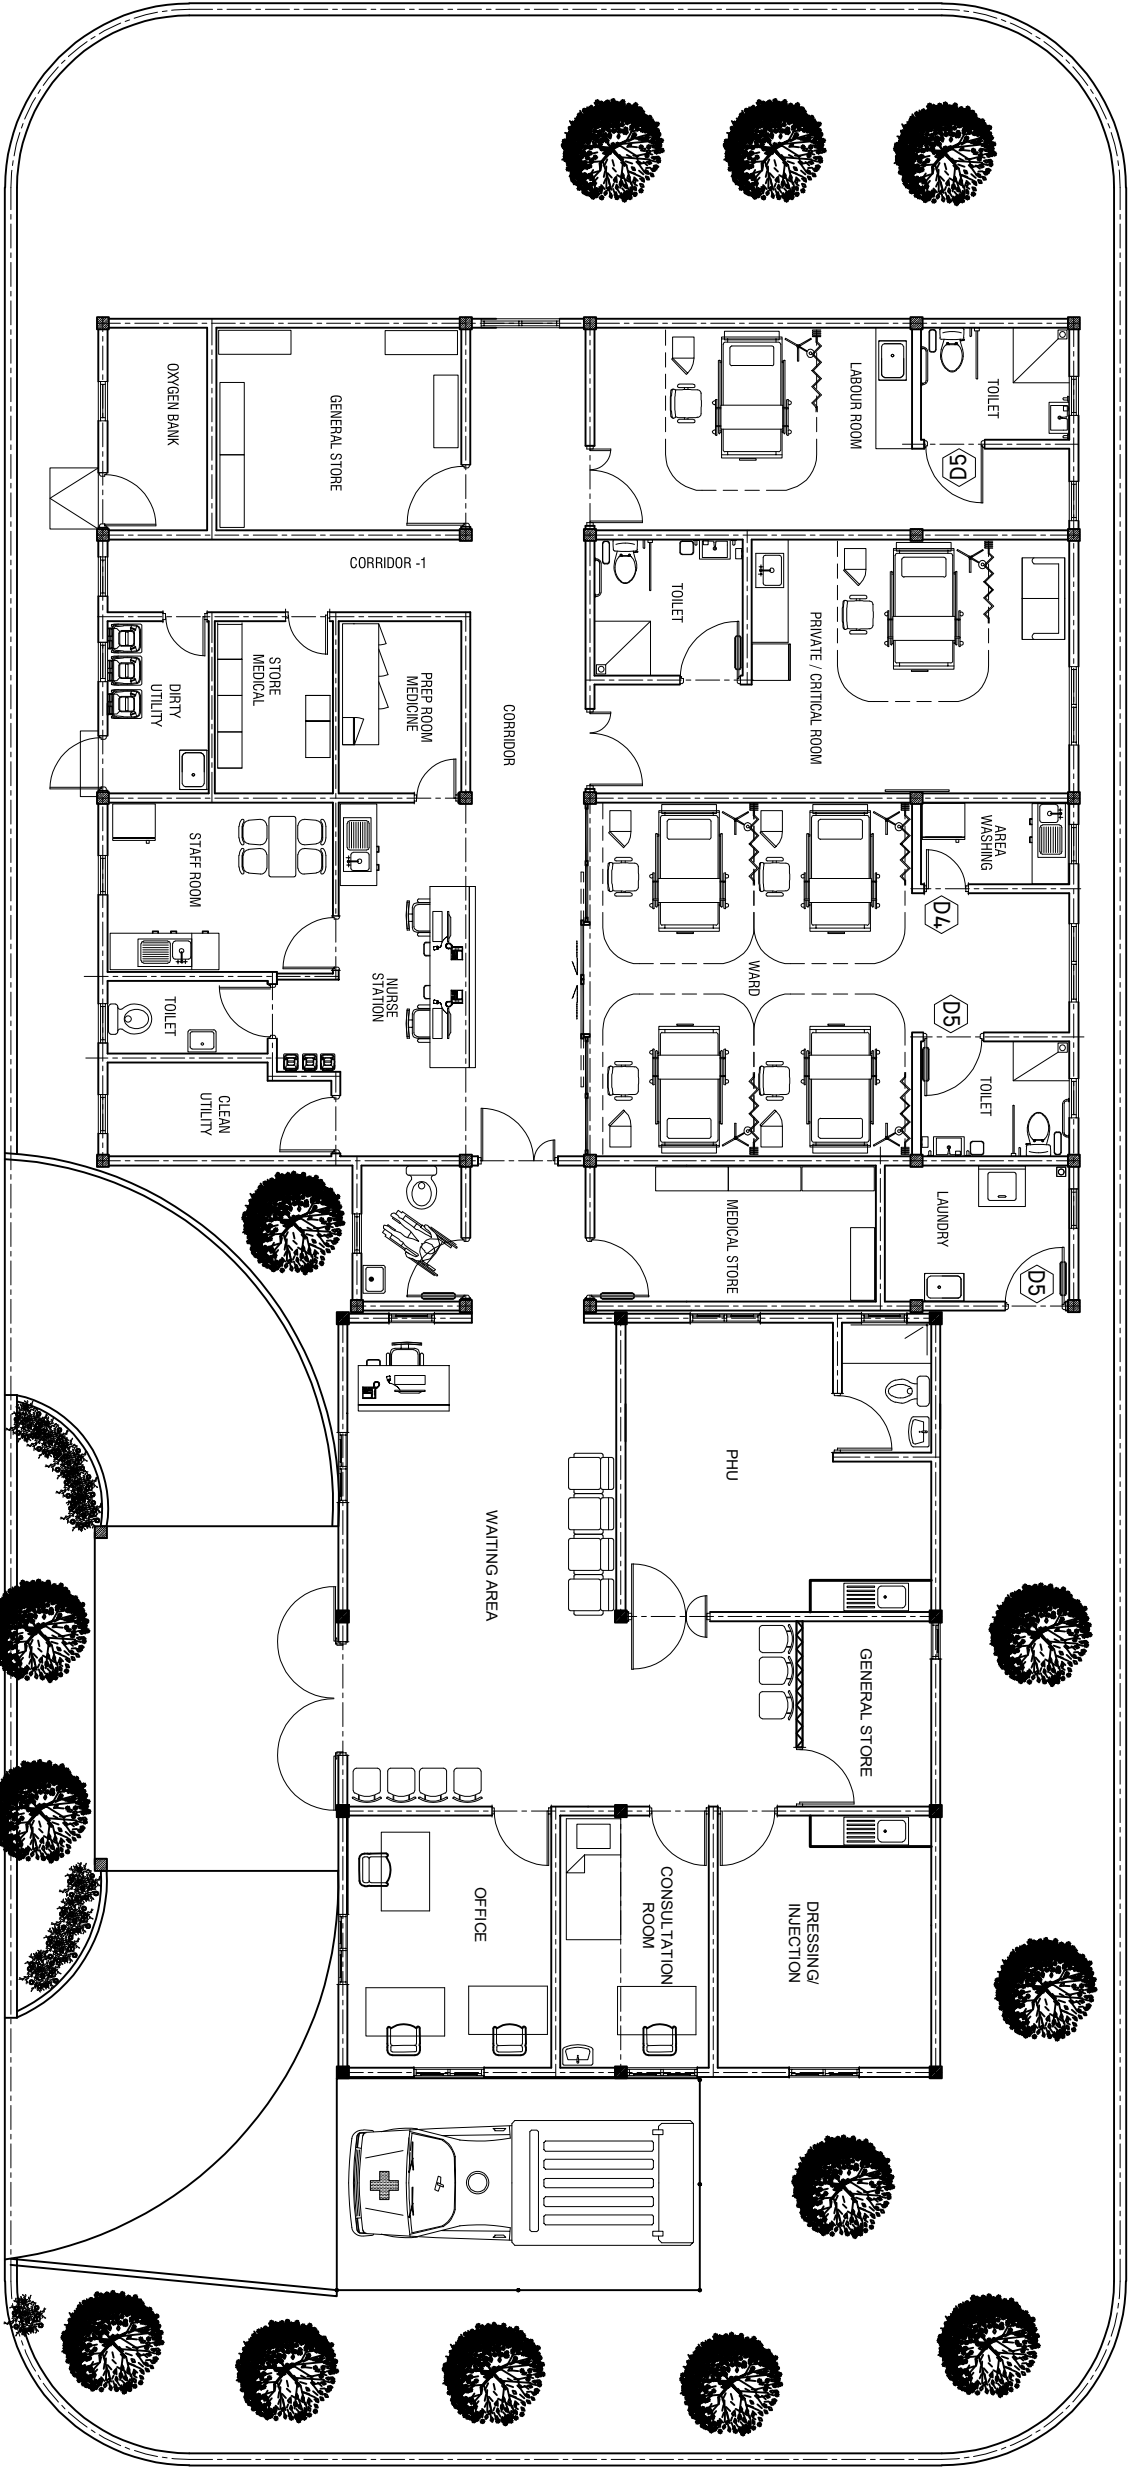 OXYGEN BANK
GENERAL STORE
LABOUR ROOM
TOILET
D5
CORRIDOR -1
CORRIDOR
TOILET
PRIVATE / CRITICAL ROOM
DIRTY
UTILITY
STORE
MEDICAL
PREP ROOM
MEDICINE
STAFF ROOM
NURSE
STATION
TOILET
CLEAN
UTILITY
WARD
AREA
WASHING
D4
D5
TOILET
MEDICAL STORE
LAUNDRY
D5
WAITING AREA
PHU
GENERAL STORE
OFFICE
CONSULTATION
ROOM
DRESSING/
INJECTION